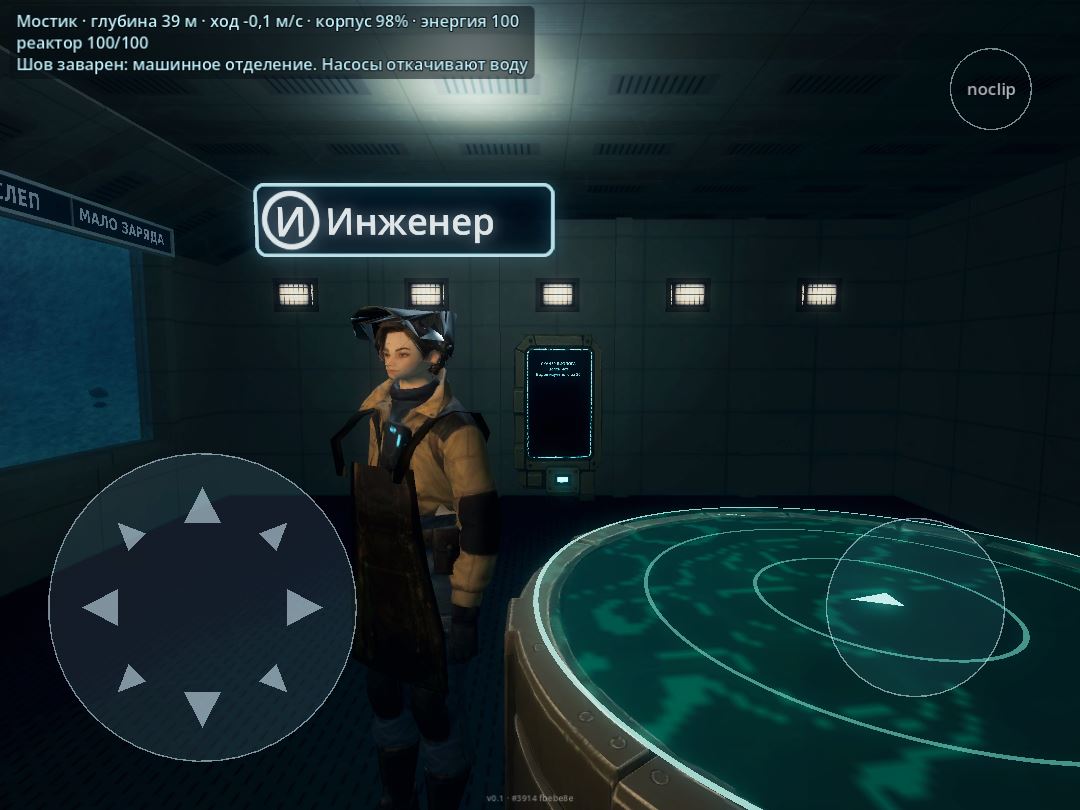 Мостик · глубина 39 м · ход -0,1 м/с · корпус 98% · энергия 100
реактор 100/100
Шов заварен: машинное отделение. Насосы откачивают воду
noclip
СЛЕП
МАЛО ЗАРЯДА
И Инженер
v0.1 · #3914 fbebe8e